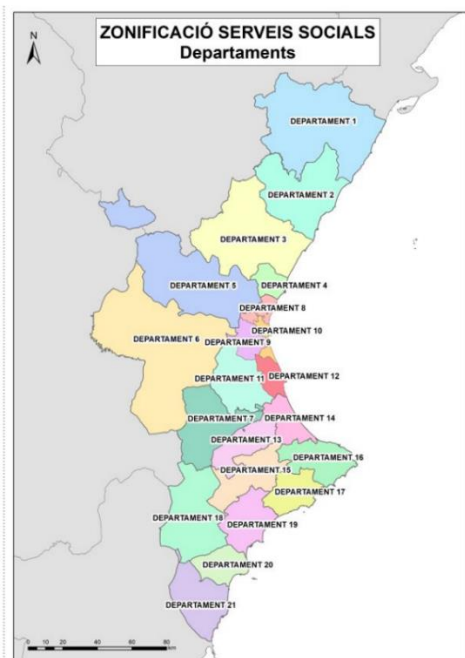 ZONIFICACIÓ SERVEIS SOCIALS
Departaments
N
DEPARTAMENT 1
DEPARTAMENT 2
DEPARTAMENT 3
DEPARTAMENT 4
DEPARTAMENT 5
DEPARTAMENT 8
DEPARTAMENT 10
DEPARTAMENT 6
DEPARTAMENT 9
DEPARTAMENT 11
DEPARTAMENT 12
DEPARTAMENT 7
DEPARTAMENT 14
DEPARTAMENT 13
DEPARTAMENT 16
DEPARTAMENT 15
DEPARTAMENT 17
DEPARTAMENT 18
DEPARTAMENT 19
DEPARTAMENT 20
DEPARTAMENT 21
0 10 20 40 60 80